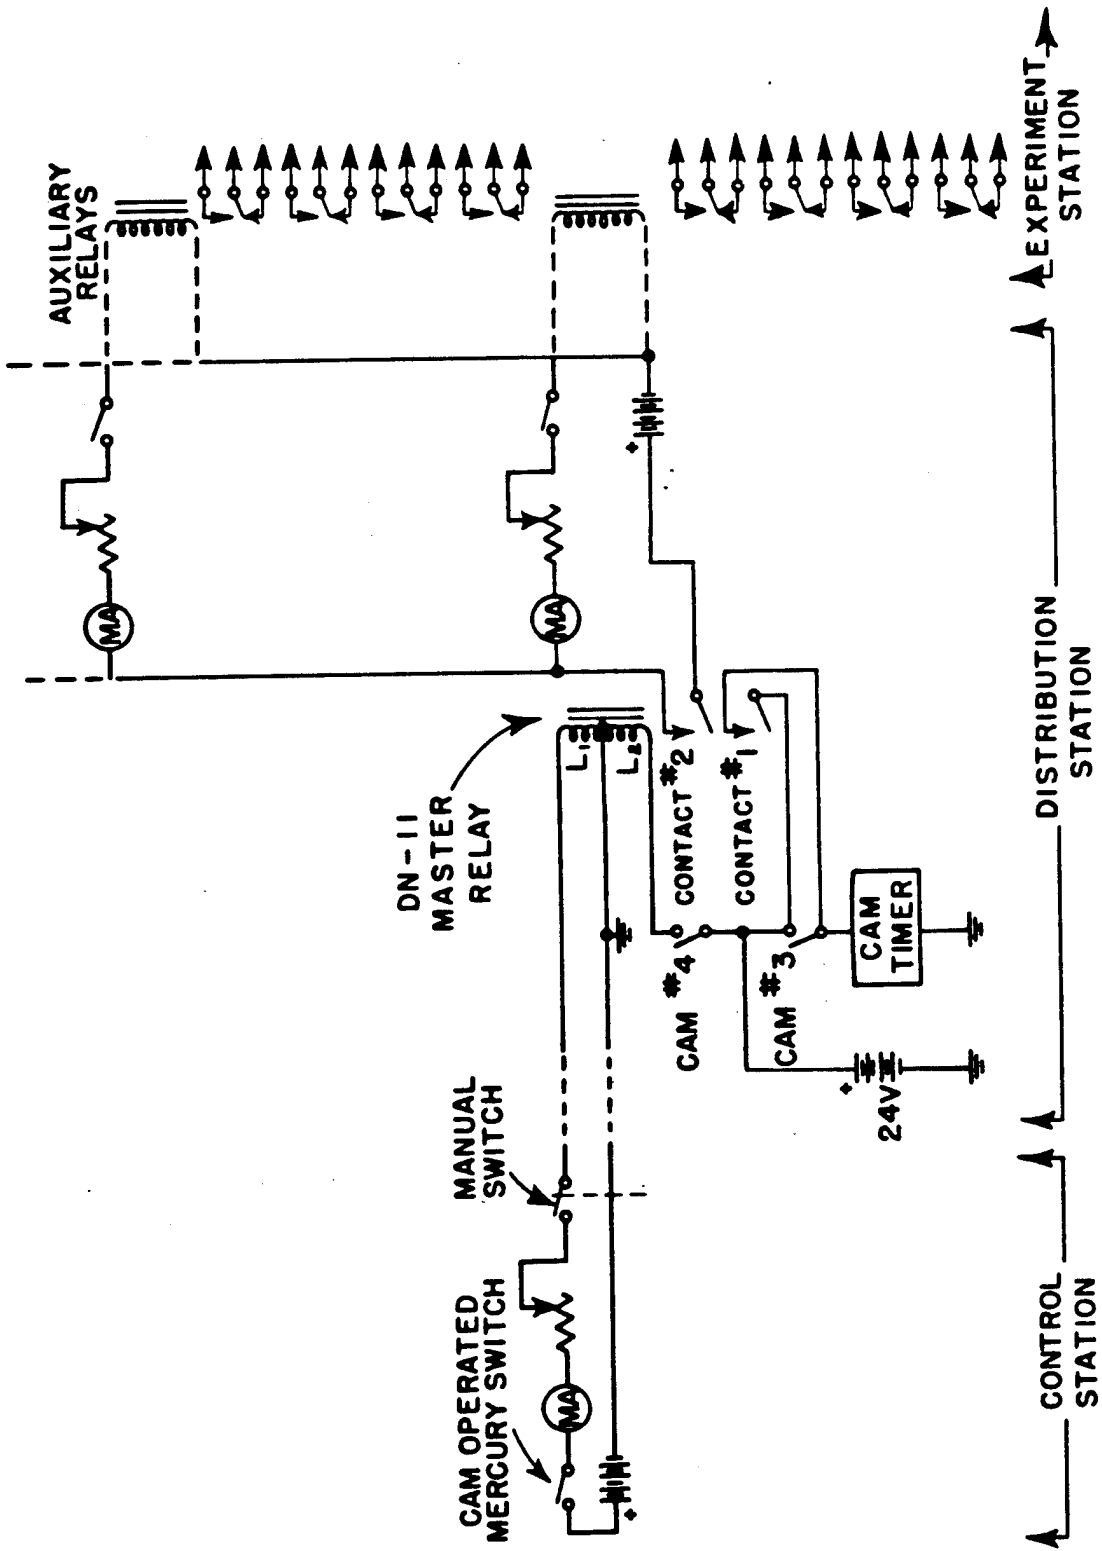 CAM OPERATED
MERCURY SWITCH
MANUAL
SWITCH
DN-11
MASTER
RELAY
AUXILIARY
RELAYS
MA
MA
MA
+
+
+
L1
L2
CONTACT #2
CONTACT #1
CAM #4
CAM #3
24V
CAM
TIMER
CONTROL
STATION
DISTRIBUTION
STATION
EXPERIMENT
STATION